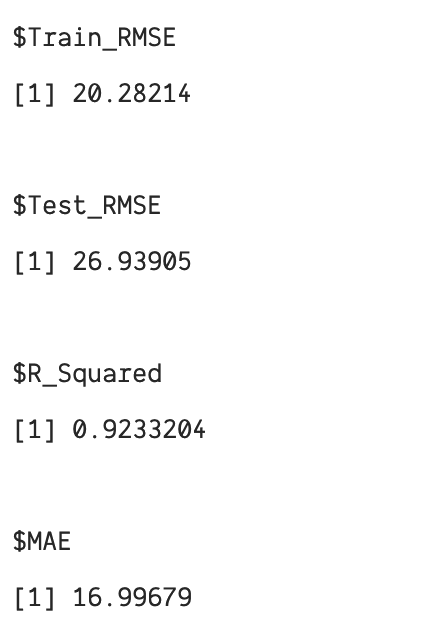 $Train_RMSE
[1] 20.28214
$Test_RMSE
[1] 26.93905
$R_Squared
[1] 0.9233204
$MAE
[1] 16.99679